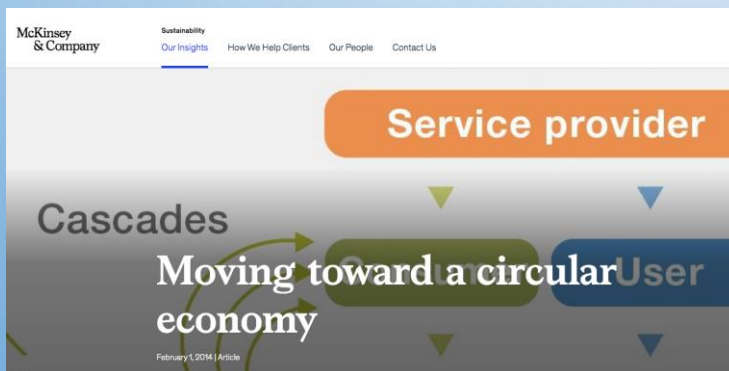 McKinsey
& Company
Sustainability
Our Insights
How We Help Clients
Our People
Contact Us
Service provider
Cascades
Consumer
User
Moving toward a circular
economy
February 1, 2014 | Article